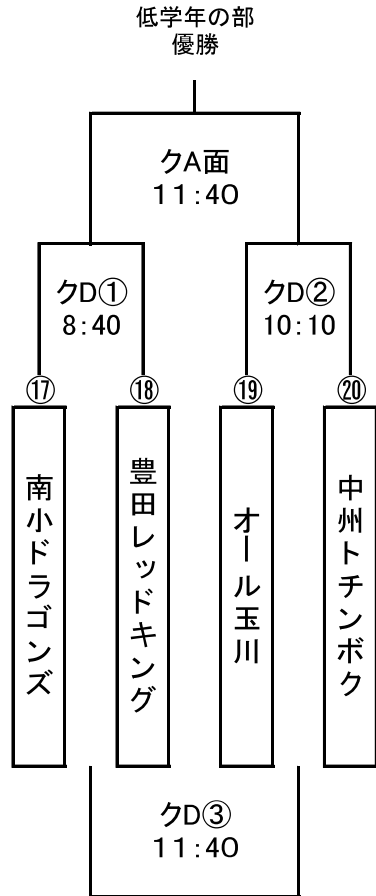 低学年の部
優勝
クA面
11:40
クD①
8:40
クD②
10:10
⑰
⑱
⑲
⑳
南小ドラゴンズ
豊田レッドキング
オール玉川
中州トチンボク
クD③
11:40